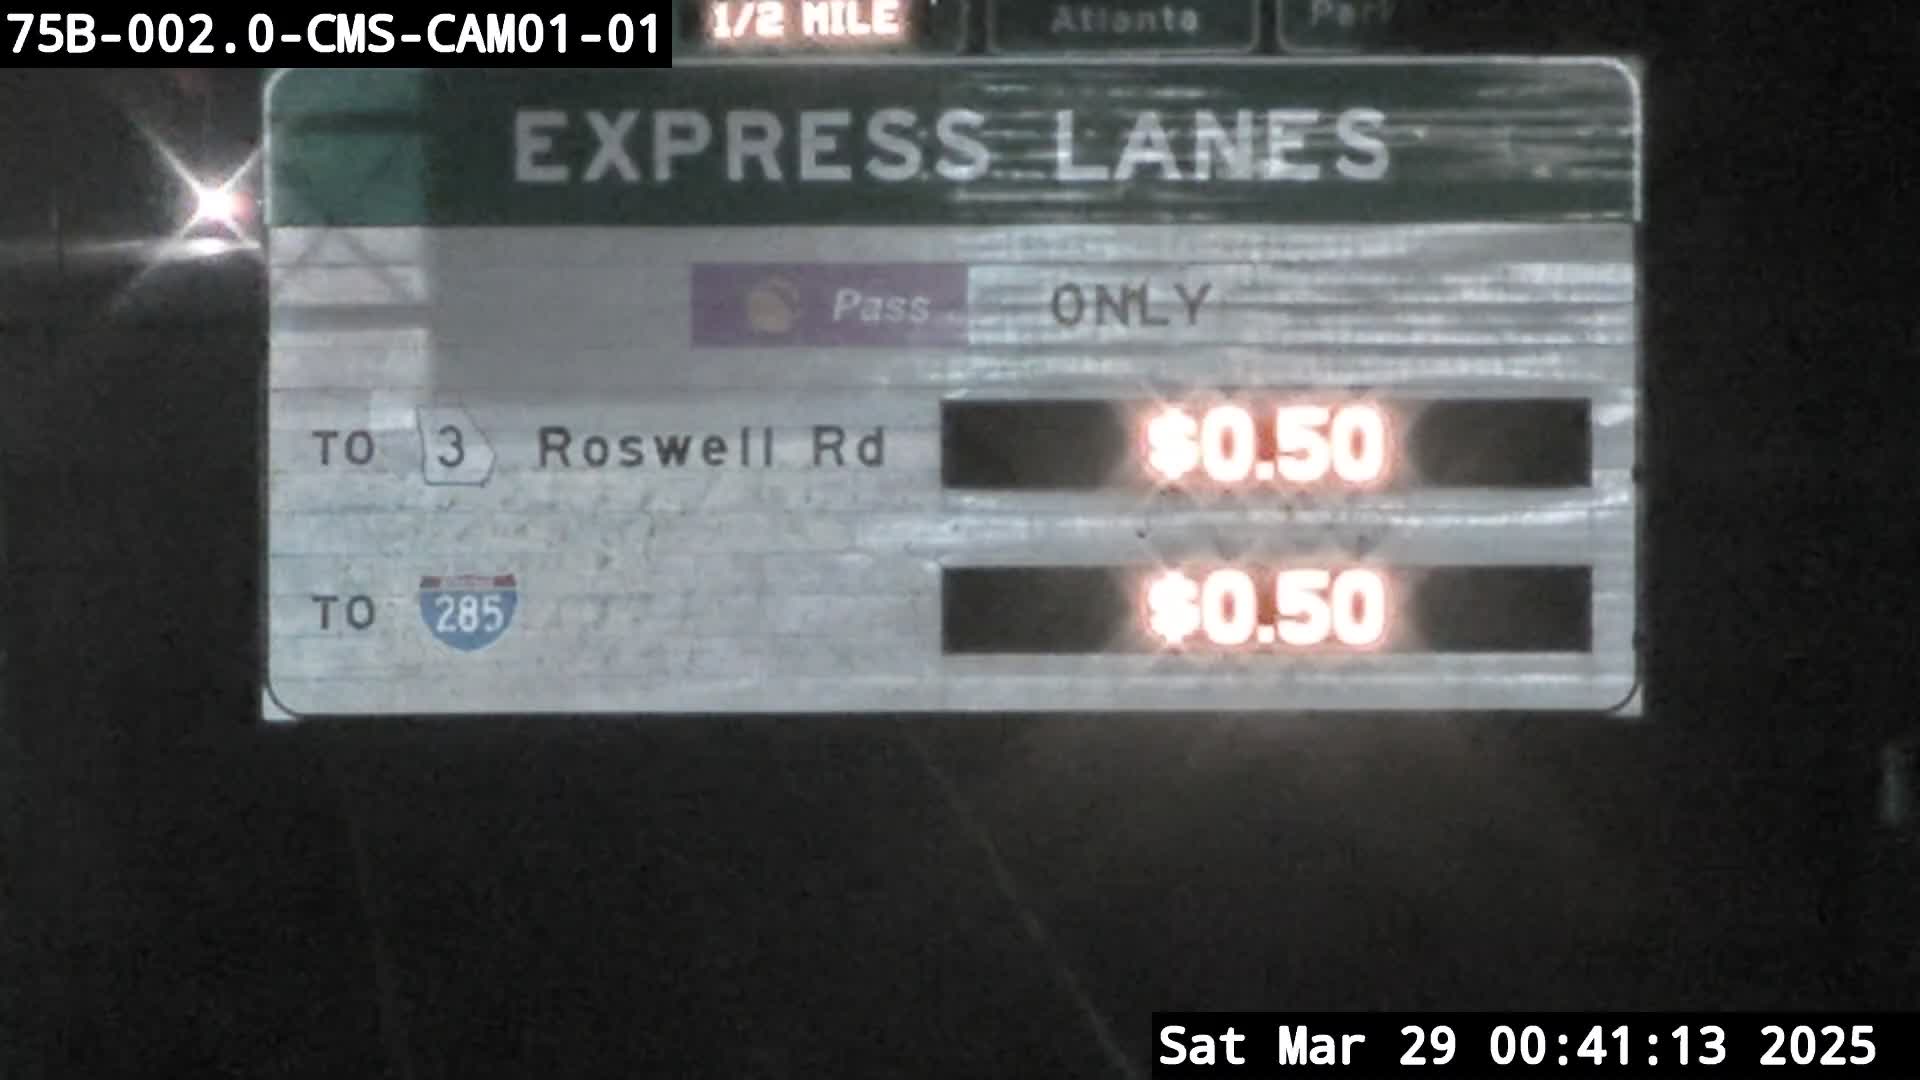 75B-002.0-CMS-CAM01-01
1/2 MILE
Atlanta
EXPRESS LANES
Pass ONLY
TO 3 Roswell Rd $0.50
TO 285 $0.50
Sat Mar 29 00:41:13 2025